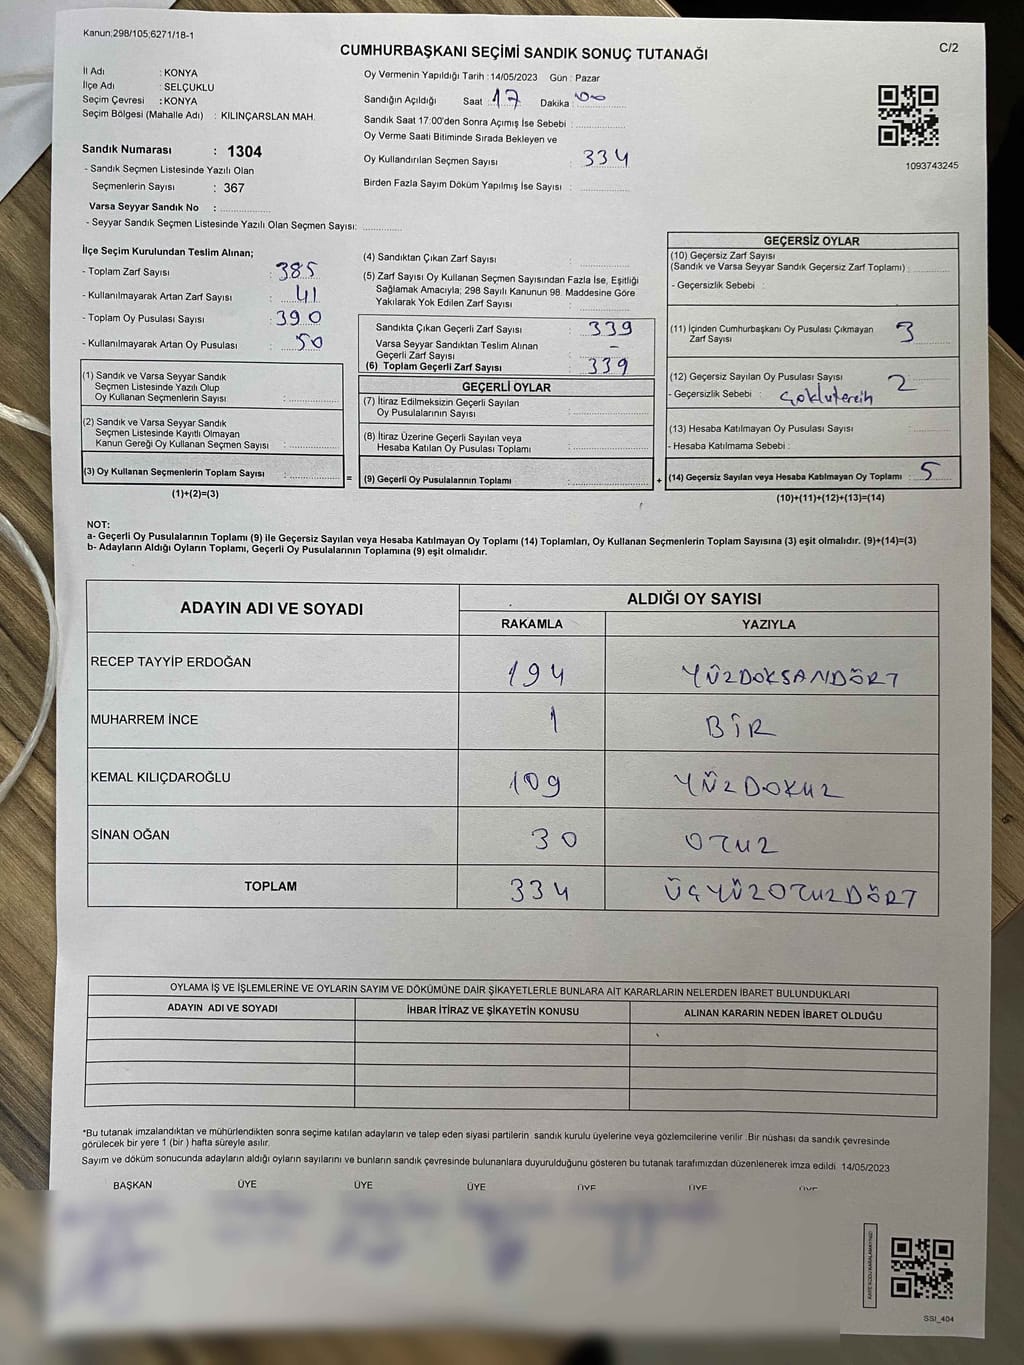 Kanun;298/105,6271/18-1
C/2
CUMHURBAŞKANI SEÇİMİ SANDIK SONUÇ TUTANAĞI
İl Adı : KONYA
İlçe Adı : SELÇUKLU
Seçim Çevresi : KONYA
Seçim Bölgesi (Mahalle Adı) : KILINÇARSLAN MAH.
Sandık Numarası : 1304
- Sandık Seçmen Listesinde Yazılı Olan
Seçmenlerin Sayısı : 367
Varsa Seyyar Sandık No :
- Seyyar Sandık Seçmen Listesinde Yazılı Olan Seçmen Sayısı:
Oy Vermenin Yapıldığı Tarih : 14/05/2023 Gün : Pazar
Sandığın Açıldığı Saat : 17 Dakika : 00
Sandık Saat 17:00'den Sonra Açımış İse Sebebi :
Oy Verme Saati Bitiminde Sırada Bekleyen ve
Oy Kullandırılan Seçmen Sayısı : 334
Birden Fazla Sayım Döküm Yapılmış İse Sayısı :
1093743245
İlçe Seçim Kurulundan Teslim Alınan;
- Toplam Zarf Sayısı : 385
- Kullanılmayarak Artan Zarf Sayısı : 41
- Toplam Oy Pusulası Sayısı : 390
- Kullanılmayarak Artan Oy Pusulası : 50
(1) Sandık ve Varsa Seyyar Sandık
Seçmen Listesinde Yazılı Olup
Oy Kullanan Seçmenlerin Sayısı :
(2) Sandık ve Varsa Seyyar Sandık
Seçmen Listesinde Kayıtlı Olmayan
Kanun Gereği Oy Kullanan Seçmen Sayısı :
(3) Oy Kullanan Seçmenlerin Toplam Sayısı :
(1)+(2)=(3)
=
(4) Sandıktan Çıkan Zarf Sayısı :
(5) Zarf Sayısı Oy Kullanan Seçmen Sayısından Fazla İse, Eşitliği
Sağlamak Amacıyla; 298 Sayılı Kanunun 98. Maddesine Göre
Yakılarak Yok Edilen Zarf Sayısı :
Sandıkta Çıkan Geçerli Zarf Sayısı : 339
Varsa Seyyar Sandıktan Teslim Alınan
Geçerli Zarf Sayısı : -
(6) Toplam Geçerli Zarf Sayısı : 339
GEÇERLİ OYLAR
(7) İtiraz Edilmeksizin Geçerli Sayılan
Oy Pusulalarının Sayısı :
(8) İtiraz Üzerine Geçerli Sayılan veya
Hesaba Katılan Oy Pusulası Toplamı :
(9) Geçerli Oy Pusulalarının Toplamı :
+
GEÇERSİZ OYLAR
(10) Geçersiz Zarf Sayısı
(Sandık ve Varsa Seyyar Sandık Geçersiz Zarf Toplamı) :
- Geçersizlik Sebebi :
(11) İçinden Cumhurbaşkanı Oy Pusulası Çıkmayan
Zarf Sayısı : 3
(12) Geçersiz Sayılan Oy Pusulası Sayısı : 2
- Geçersizlik Sebebi : Çoklutercih
(13) Hesaba Katılmayan Oy Pusulası Sayısı :
- Hesaba Katılmama Sebebi :
(14) Geçersiz Sayılan veya Hesaba Katılmayan Oy Toplamı : 5
(10)+(11)+(12)+(13)=(14)
NOT:
a- Geçerli Oy Pusulalarının Toplamı (9) ile Geçersiz Sayılan veya Hesaba Katılmayan Oy Toplamı (14) Toplamları, Oy Kullanan Seçmenlerin Toplam Sayısına (3) eşit olmalıdır. (9)+(14)=(3)
b- Adayların Aldığı Oyların Toplamı, Geçerli Oy Pusulalarının Toplamına (9) eşit olmalıdır.
ADAYIN ADI VE SOYADI ALDIĞI OY SAYISI
RAKAMLA YAZIYLA
RECEP TAYYİP ERDOĞAN 194 YÜZDOKSANDÖRT
MUHARREM İNCE 1 BİR
KEMAL KILIÇDAROĞLU 109 YÜZDOKUZ
SİNAN OĞAN 30 OTUZ
TOPLAM 334 ÜÇYÜZOTUZDÖRT
OYLAMA İŞ VE İŞLEMLERİNE VE OYLARIN SAYIM VE DÖKÜMÜNE DAİR ŞİKAYETLERLE BUNLARA AİT KARARLARIN NELERDEN İBARET BULUNDUKLARI
ADAYIN ADI VE SOYADI İHBAR İTİRAZ VE ŞİKAYETİN KONUSU ALINAN KARARIN NEDEN İBARET OLDUĞU
*Bu tutanak imzalandıktan ve mühürlendikten sonra seçime katılan adayların ve talep eden siyasi partilerin sandık kurulu üyelerine veya gözlemcilerine verilir .Bir nüshası da sandık çevresinde
görülecek bir yere 1 (bir ) hafta süreyle asılır.
Sayım ve döküm sonucunda adayların aldığı oyların sayılarını ve bunların sandık çevresinde bulunanlara duyurulduğunu gösteren bu tutanak tarafımızdan düzenlenerek imza edildi. 14/05/2023
BAŞKAN ÜYE ÜYE ÜYE ÜYE ÜYE ÜYE
SSI_404